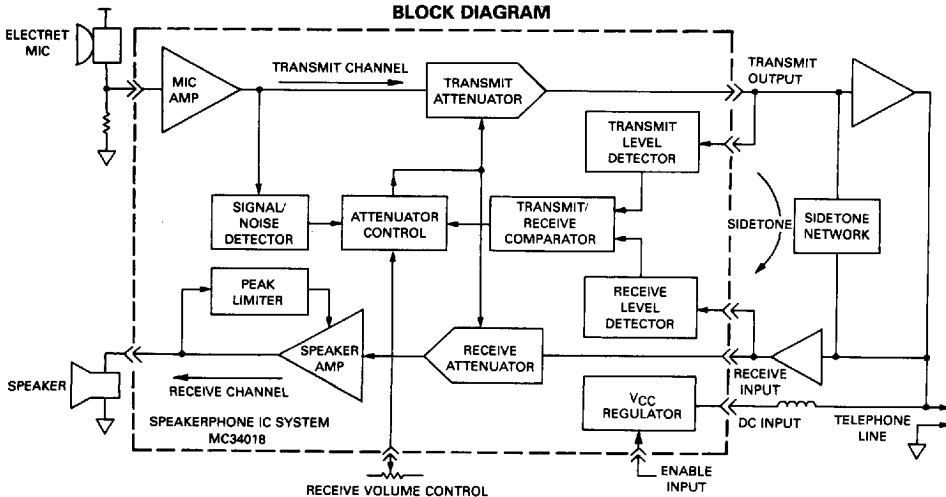 BLOCK DIAGRAM
ELECTRET
MIC
MIC
AMP
TRANSMIT CHANNEL
TRANSMIT
ATTENUATOR
TRANSMIT
OUTPUT
TRANSMIT
LEVEL
DETECTOR
SIGNAL/
NOISE
DETECTOR
ATTENUATOR
CONTROL
TRANSMIT/
RECEIVE
COMPARATOR
SIDETONE
SIDETONE
NETWORK
PEAK
LIMITER
RECEIVE
LEVEL
DETECTOR
SPEAKER
AMP
RECEIVE
ATTENUATOR
RECEIVE
INPUT
SPEAKER
RECEIVE CHANNEL
VCC
REGULATOR
DC INPUT
TELEPHONE
LINE
SPEAKERPHONE IC SYSTEM
MC34018
ENABLE
INPUT
RECEIVE VOLUME CONTROL